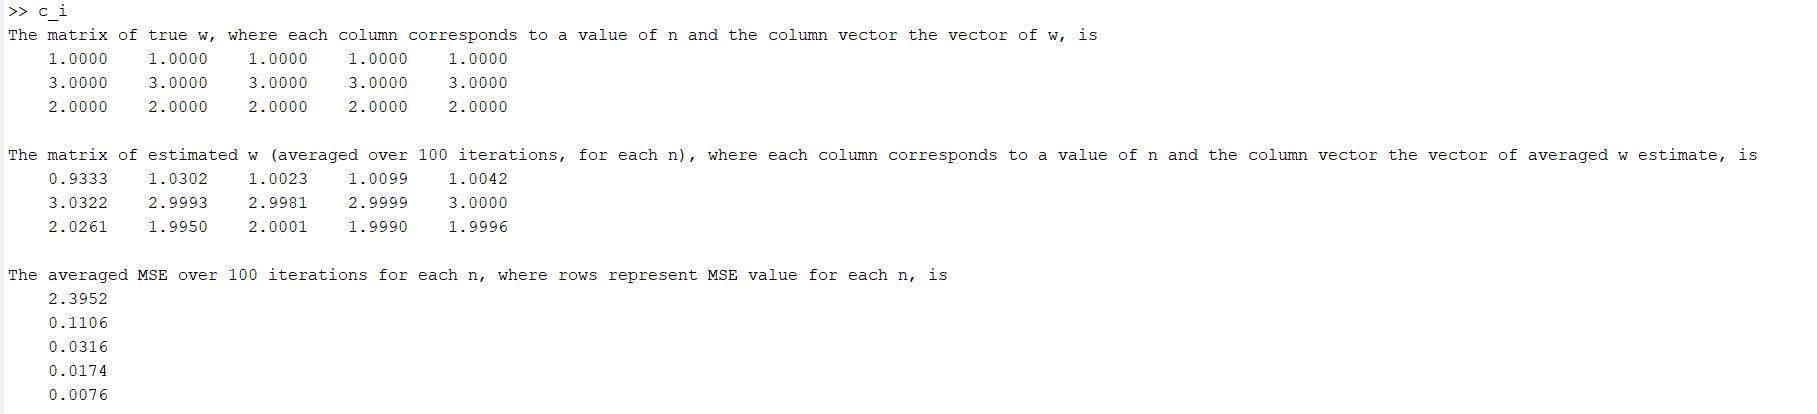 >> c_i
The matrix of true w, where each column corresponds to a value of n and the column vector the vector of w, is
1.0000 1.0000 1.0000 1.0000 1.0000
3.0000 3.0000 3.0000 3.0000 3.0000
2.0000 2.0000 2.0000 2.0000 2.0000
The matrix of estimated w (averaged over 100 iterations, for each n), where each column corresponds to a value of n and the column vector the vector of averaged w estimate, is
0.9333 1.0302 1.0023 1.0099 1.0042
3.0322 2.9993 2.9981 2.9999 3.0000
2.0261 1.9950 2.0001 1.9990 1.9996
The averaged MSE over 100 iterations for each n, where rows represent MSE value for each n, is
2.3952
0.1106
0.0316
0.0174
0.0076